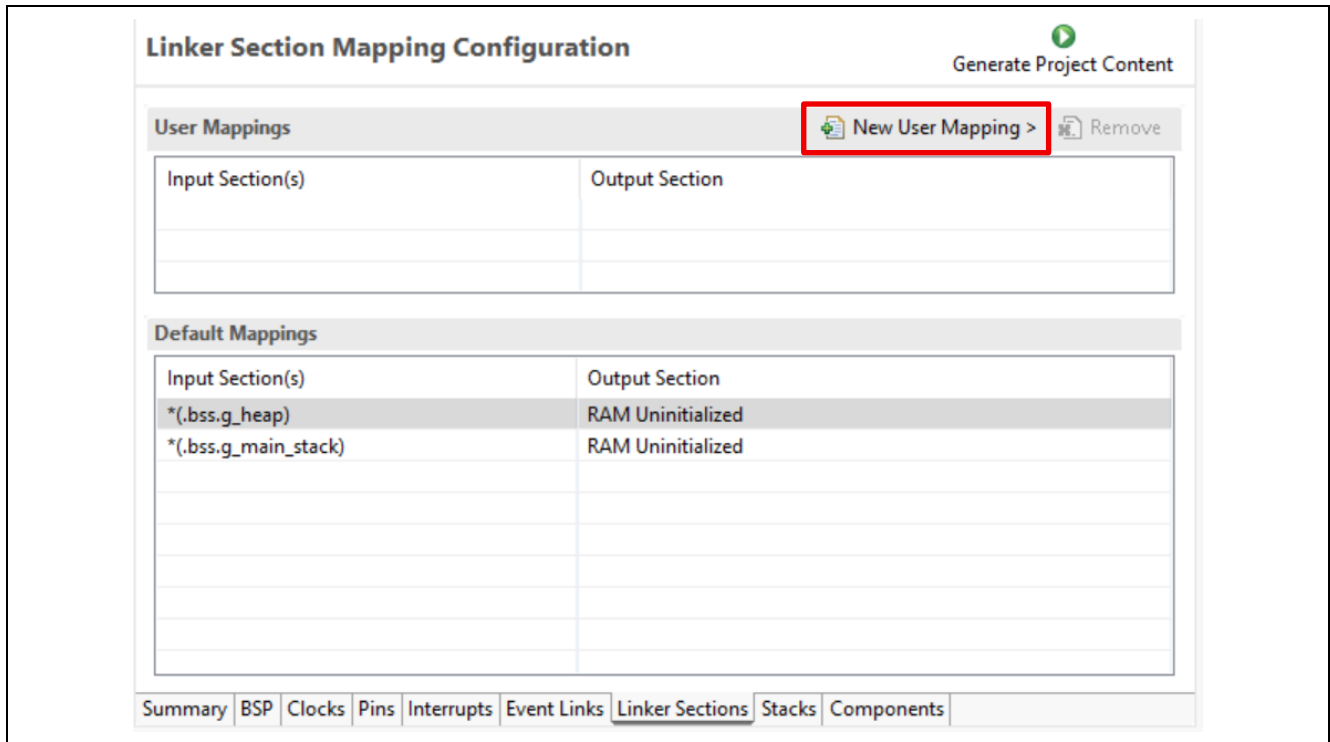 Linker Section Mapping Configuration
Generate Project Content
User Mappings
New User Mapping >
Remove
Input Section(s) Output Section
Default Mappings
Input Section(s) Output Section
*(.bss.g_heap) RAM Uninitialized
*(.bss.g_main_stack) RAM Uninitialized
Summary BSP Clocks Pins Interrupts Event Links Linker Sections Stacks Components